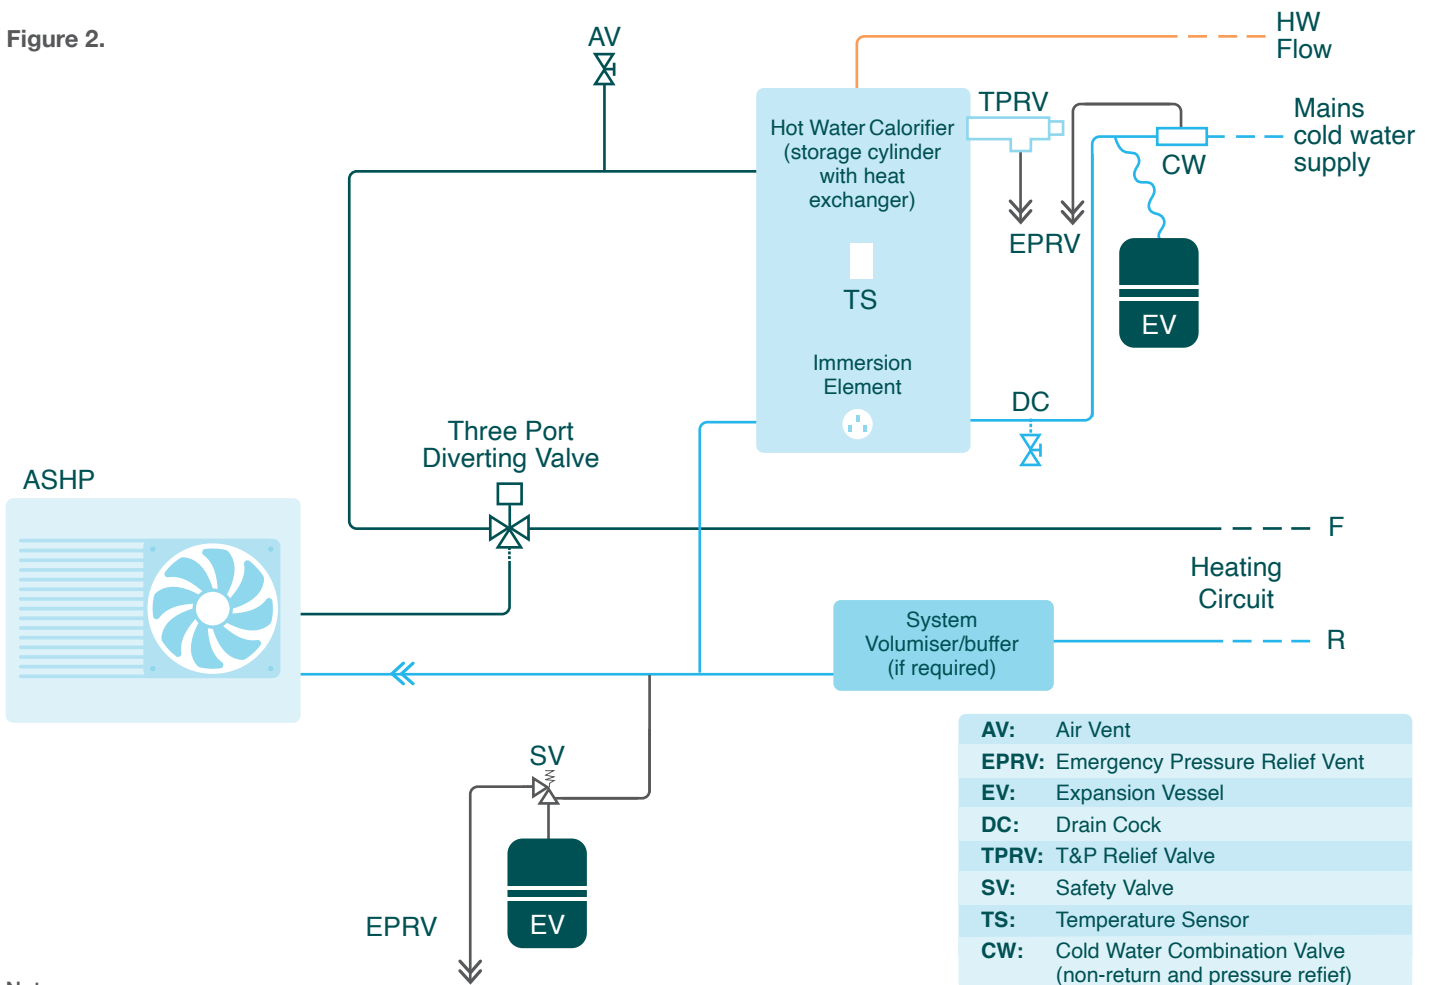 Figure 2.
AV
HW
Flow
TPRV
Mains
cold water
supply
CW
Hot Water Calorifier
(storage cylinder
with heat
exchanger)
EPRV
TS
EV
Immersion
Element
DC
Three Port
Diverting Valve
ASHP
F
Heating
Circuit
System
Volumiser/buffer
(if required)
R
SV
EPRV
EV
AV: Air Vent
EPRV: Emergency Pressure Relief Vent
EV: Expansion Vessel
DC: Drain Cock
TPRV: T&P Relief Valve
SV: Safety Valve
TS: Temperature Sensor
CW: Cold Water Combination Valve
(non-return and pressure refief)